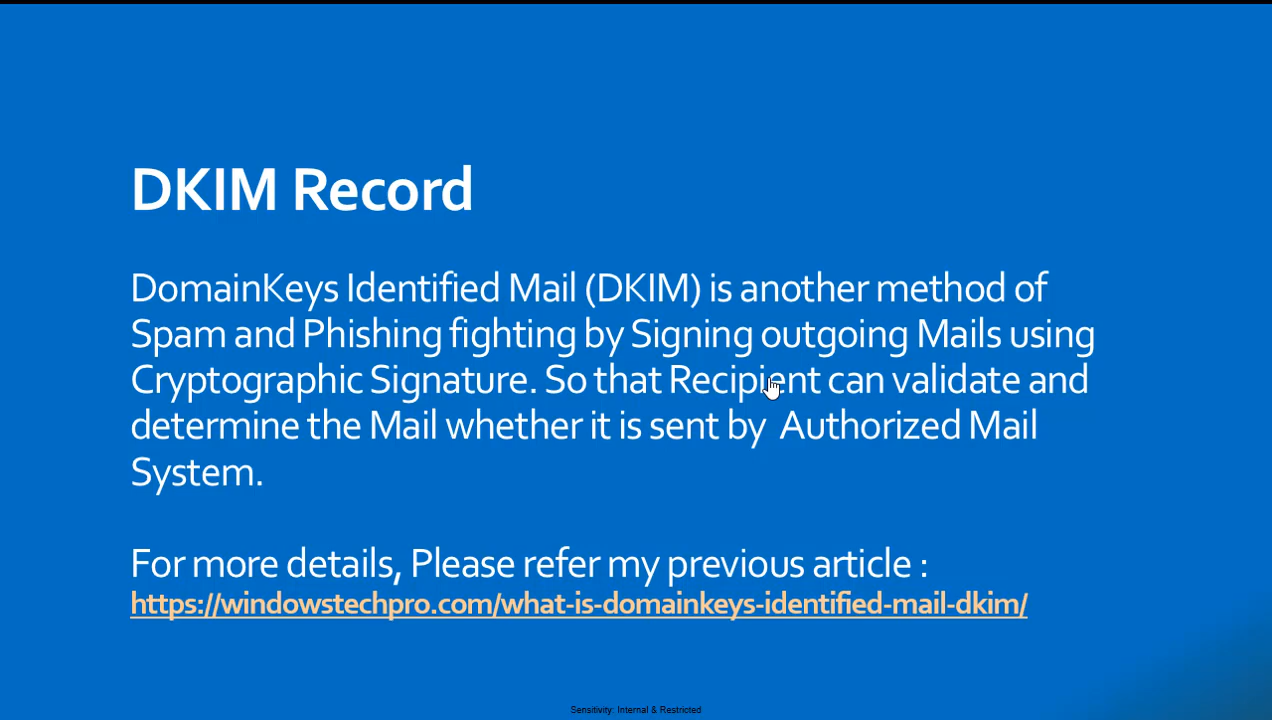 DKIM Record
DomainKeys Identified Mail (DKIM) is another method of
Spam and Phishing fighting by Signing outgoing Mails using
Cryptographic Signature. So that Recipient can validate and
determine the Mail whether it is sent by  Authorized Mail
System.
For more details, Please refer my previous article :
https://windowstechpro.com/what-is-domainkeys-identified-mail-dkim/
Sensitivity: Internal & Restricted